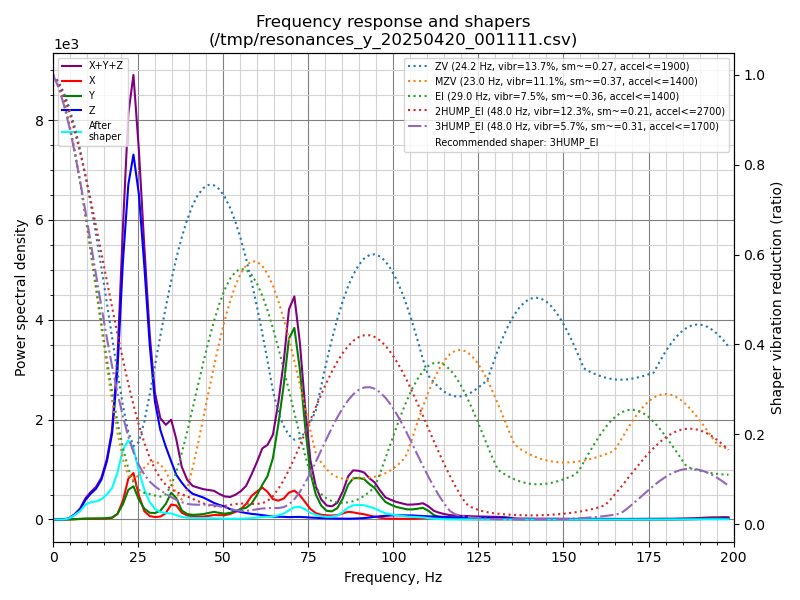 Frequency response and shapers
(/tmp/resonances_y_20250420_001111.csv)
1e3
X+Y+Z
X
Y
Z
After
shaper
ZV (24.2 Hz, vibr=13.7%, sm~=0.27, accel<=1900)
MZV (23.0 Hz, vibr=11.1%, sm~=0.37, accel<=1400)
EI (29.0 Hz, vibr=7.5%, sm~=0.36, accel<=1400)
2HUMP_EI (48.0 Hz, vibr=12.3%, sm~=0.21, accel<=2700)
3HUMP_EI (48.0 Hz, vibr=5.7%, sm~=0.31, accel<=1700)
Recommended shaper: 3HUMP_EI
Power spectral density
8
6
4
2
0
1.0
0.8
0.6
0.4
0.2
0.0
Shaper vibration reduction (ratio)
0 25 50 75 100 125 150 175 200
Frequency, Hz